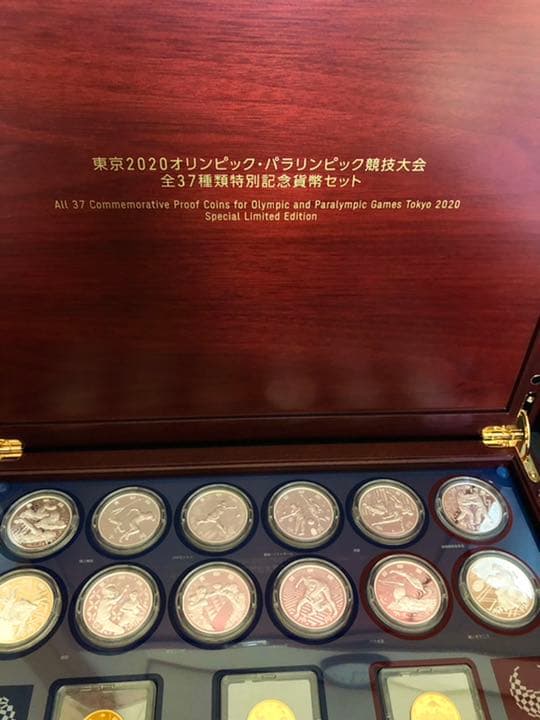 東京2020オリンピック・パラリンピック競技大会
全37種類特別記念貨幣セット
All 37 Commemorative Proof Coins for Olympic and Paralympic Games Tokyo 2020
Special Limited Edition